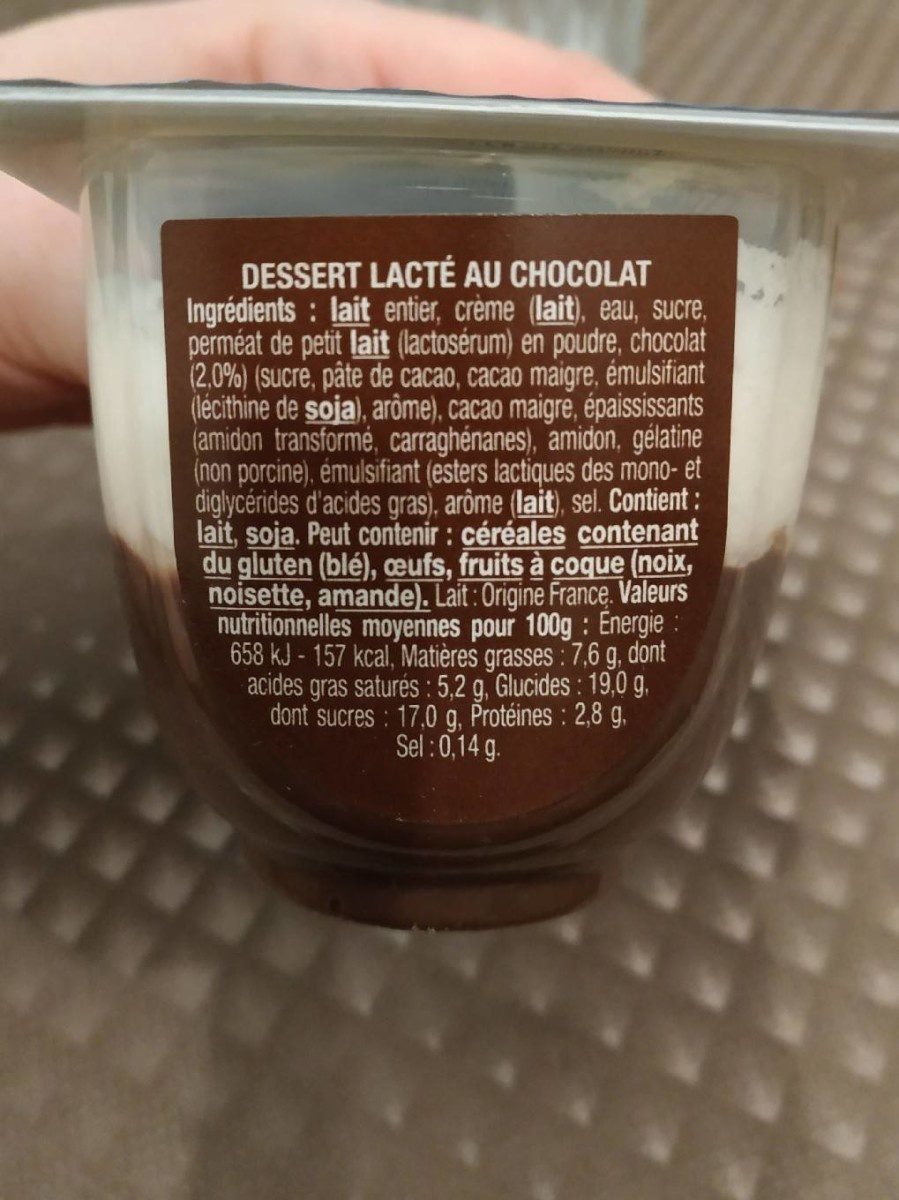 DESSERT LACTÉ AU CHOCOLAT
Ingrédients : lait entier, crème (lait), eau, sucre,
perméat de petit lait (lactosérum) en poudre, chocolat
(2,0%) (sucre, pâte de cacao, cacao maigre, émulsifiant
(lécithine de soja), arôme), cacao maigre, épaississants
(amidon transformé, carraghénanes), amidon, gélatine
(non porcine), émulsifiant (esters lactiques des mono- et
diglycérides d'acides gras), arôme (lait), sel. Contient :
lait, soja. Peut contenir : céréales contenant
du gluten (blé), œufs, fruits à coque (noix,
noisette, amande). Lait : Origine France. Valeurs
nutritionnelles moyennes pour 100g : Énergie :
658 kJ - 157 kcal, Matières grasses : 7,6 g, dont
acides gras saturés : 5,2 g, Glucides : 19,0 g,
dont sucres : 17,0 g, Protéines : 2,8 g,
Sel : 0,14 g.